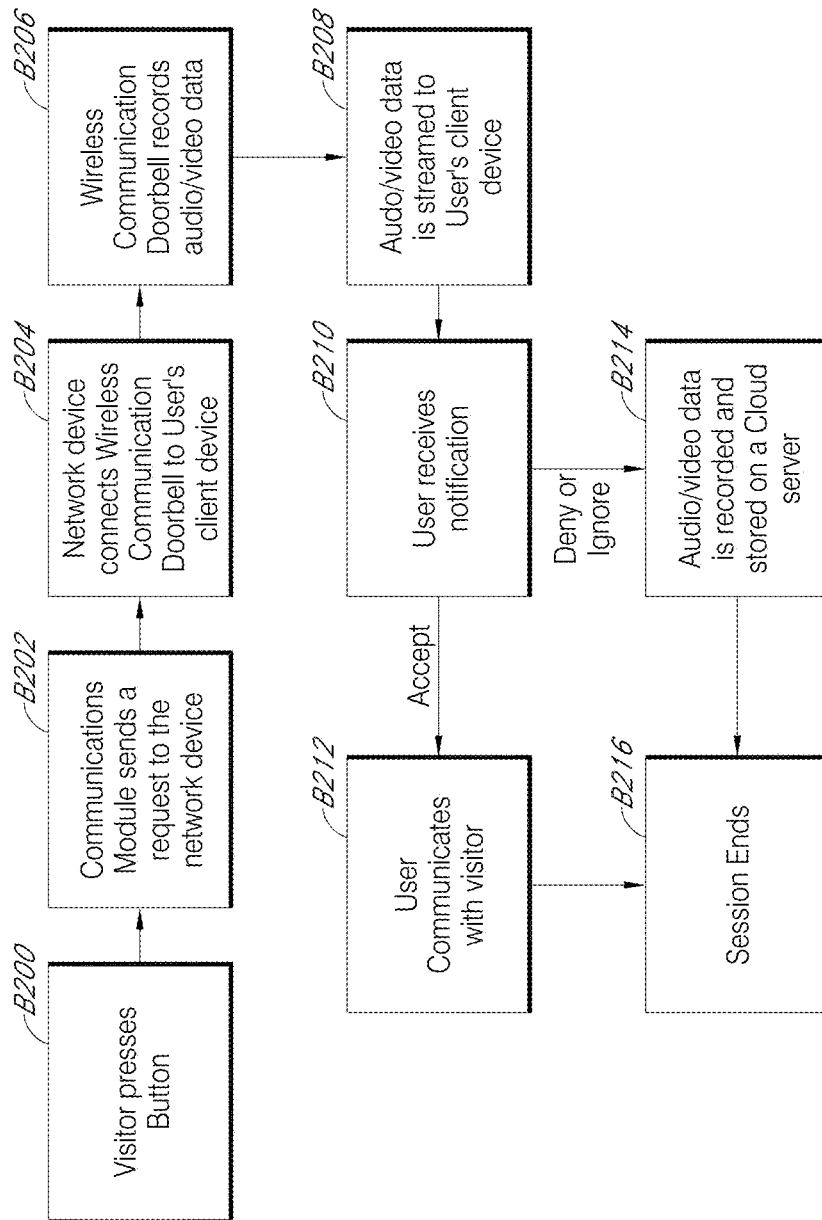 B200
Visitor presses
Button
B202
Communications
Module sends a
request to the
network device
B204
Network device
connects Wireless
Communication
Doorbell to User's
client device
B206
Wireless
Communication
Doorbell records
audio/video data
B208
Audo/video data
is streamed to
User's client
device
B210
User receives
notification
Accept
Deny or
Ignore
B212
User
Communicates
with visitor
B214
Audio/video data
is recorded and
stored on a Cloud
server
B216
Session Ends